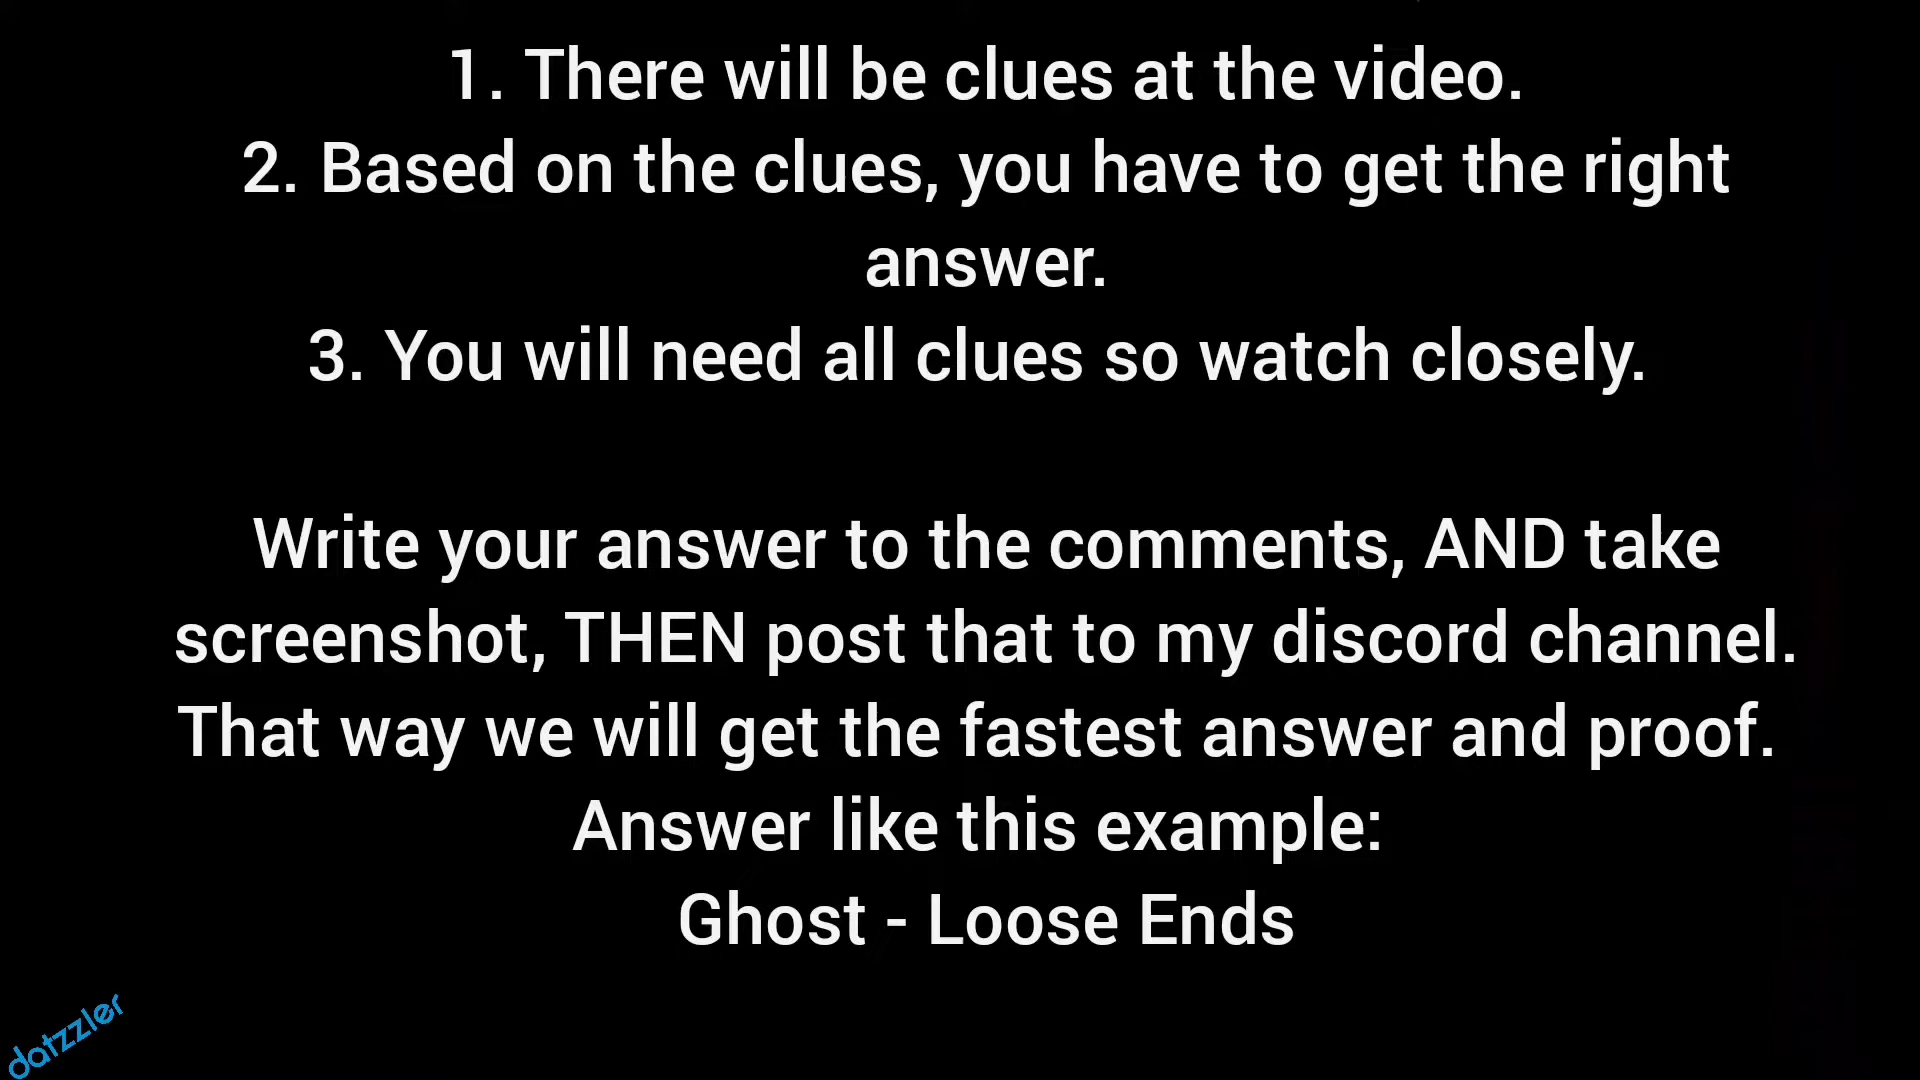 1. There will be clues at the video.
2. Based on the clues, you have to get the right
answer.
3. You will need all clues so watch closely.
Write your answer to the comments, AND take
screenshot, THEN post that to my discord channel.
That way we will get the fastest answer and proof.
Answer like this example:
Ghost - Loose Ends
datzzler